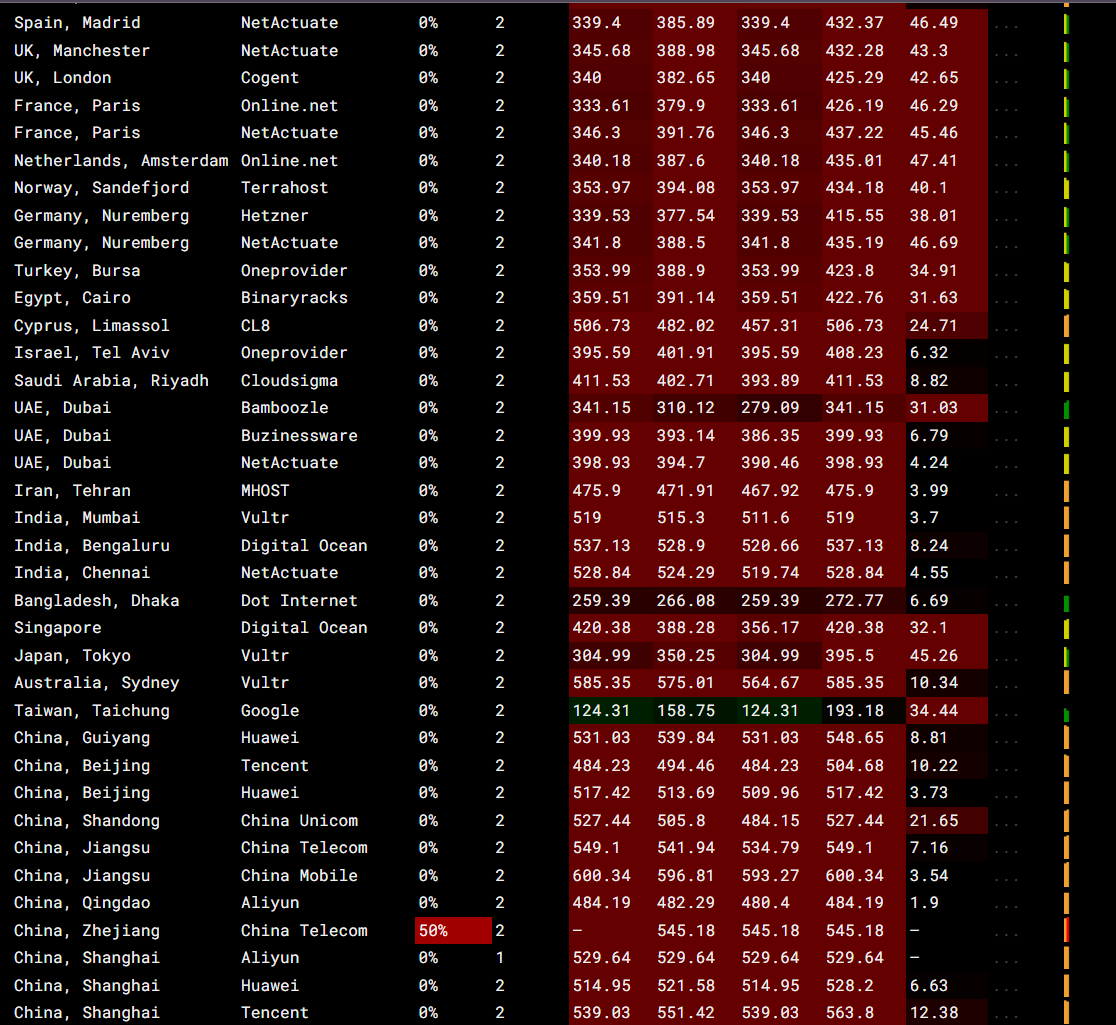 Spain, Madrid NetActuate 0% 2 339.4 385.89 339.4 432.37 46.49 ...
UK, Manchester NetActuate 0% 2 345.68 388.98 345.68 432.28 43.3 ...
UK, London Cogent 0% 2 340 382.65 340 425.29 42.65 ...
France, Paris Online.net 0% 2 333.61 379.9 333.61 426.19 46.29 ...
France, Paris NetActuate 0% 2 346.3 391.76 346.3 437.22 45.46 ...
Netherlands, Amsterdam Online.net 0% 2 340.18 387.6 340.18 435.01 47.41 ...
Norway, Sandefjord Terrahost 0% 2 353.97 394.08 353.97 434.18 40.1 ...
Germany, Nuremberg Hetzner 0% 2 339.53 377.54 339.53 415.55 38.01 ...
Germany, Nuremberg NetActuate 0% 2 341.8 388.5 341.8 435.19 46.69 ...
Turkey, Bursa Oneprovider 0% 2 353.99 388.9 353.99 423.8 34.91 ...
Egypt, Cairo Binaryracks 0% 2 359.51 391.14 359.51 422.76 31.63 ...
Cyprus, Limassol CL8 0% 2 506.73 482.02 457.31 506.73 24.71 ...
Israel, Tel Aviv Oneprovider 0% 2 395.59 401.91 395.59 408.23 6.32 ...
Saudi Arabia, Riyadh Cloudsigma 0% 2 411.53 402.71 393.89 411.53 8.82 ...
UAE, Dubai Bamboozle 0% 2 341.15 310.12 279.09 341.15 31.03 ...
UAE, Dubai Buzinessware 0% 2 399.93 393.14 386.35 399.93 6.79 ...
UAE, Dubai NetActuate 0% 2 398.93 394.7 390.46 398.93 4.24 ...
Iran, Tehran MHOST 0% 2 475.9 471.91 467.92 475.9 3.99 ...
India, Mumbai Vultr 0% 2 519 515.3 511.6 519 3.7 ...
India, Bengaluru Digital Ocean 0% 2 537.13 528.9 520.66 537.13 8.24 ...
India, Chennai NetActuate 0% 2 528.84 524.29 519.74 528.84 4.55 ...
Bangladesh, Dhaka Dot Internet 0% 2 259.39 266.08 259.39 272.77 6.69 ...
Singapore Digital Ocean 0% 2 420.38 388.28 356.17 420.38 32.1 ...
Japan, Tokyo Vultr 0% 2 304.99 350.25 304.99 395.5 45.26 ...
Australia, Sydney Vultr 0% 2 585.35 575.01 564.67 585.35 10.34 ...
Taiwan, Taichung Google 0% 2 124.31 158.75 124.31 193.18 34.44 ...
China, Guiyang Huawei 0% 2 531.03 539.84 531.03 548.65 8.81 ...
China, Beijing Tencent 0% 2 484.23 494.46 484.23 504.68 10.22 ...
China, Beijing Huawei 0% 2 517.42 513.69 509.96 517.42 3.73 ...
China, Shandong China Unicom 0% 2 527.44 505.8 484.15 527.44 21.65 ...
China, Jiangsu China Telecom 0% 2 549.1 541.94 534.79 549.1 7.16 ...
China, Jiangsu China Mobile 0% 2 600.34 596.81 593.27 600.34 3.54 ...
China, Qingdao Aliyun 0% 2 484.19 482.29 480.4 484.19 1.9 ...
China, Zhejiang China Telecom 50% 2 – 545.18 545.18 545.18 – ...
China, Shanghai Aliyun 0% 1 529.64 529.64 529.64 529.64 – ...
China, Shanghai Huawei 0% 2 514.95 521.58 514.95 528.2 6.63 ...
China, Shanghai Tencent 0% 2 539.03 551.42 539.03 563.8 12.38 ...